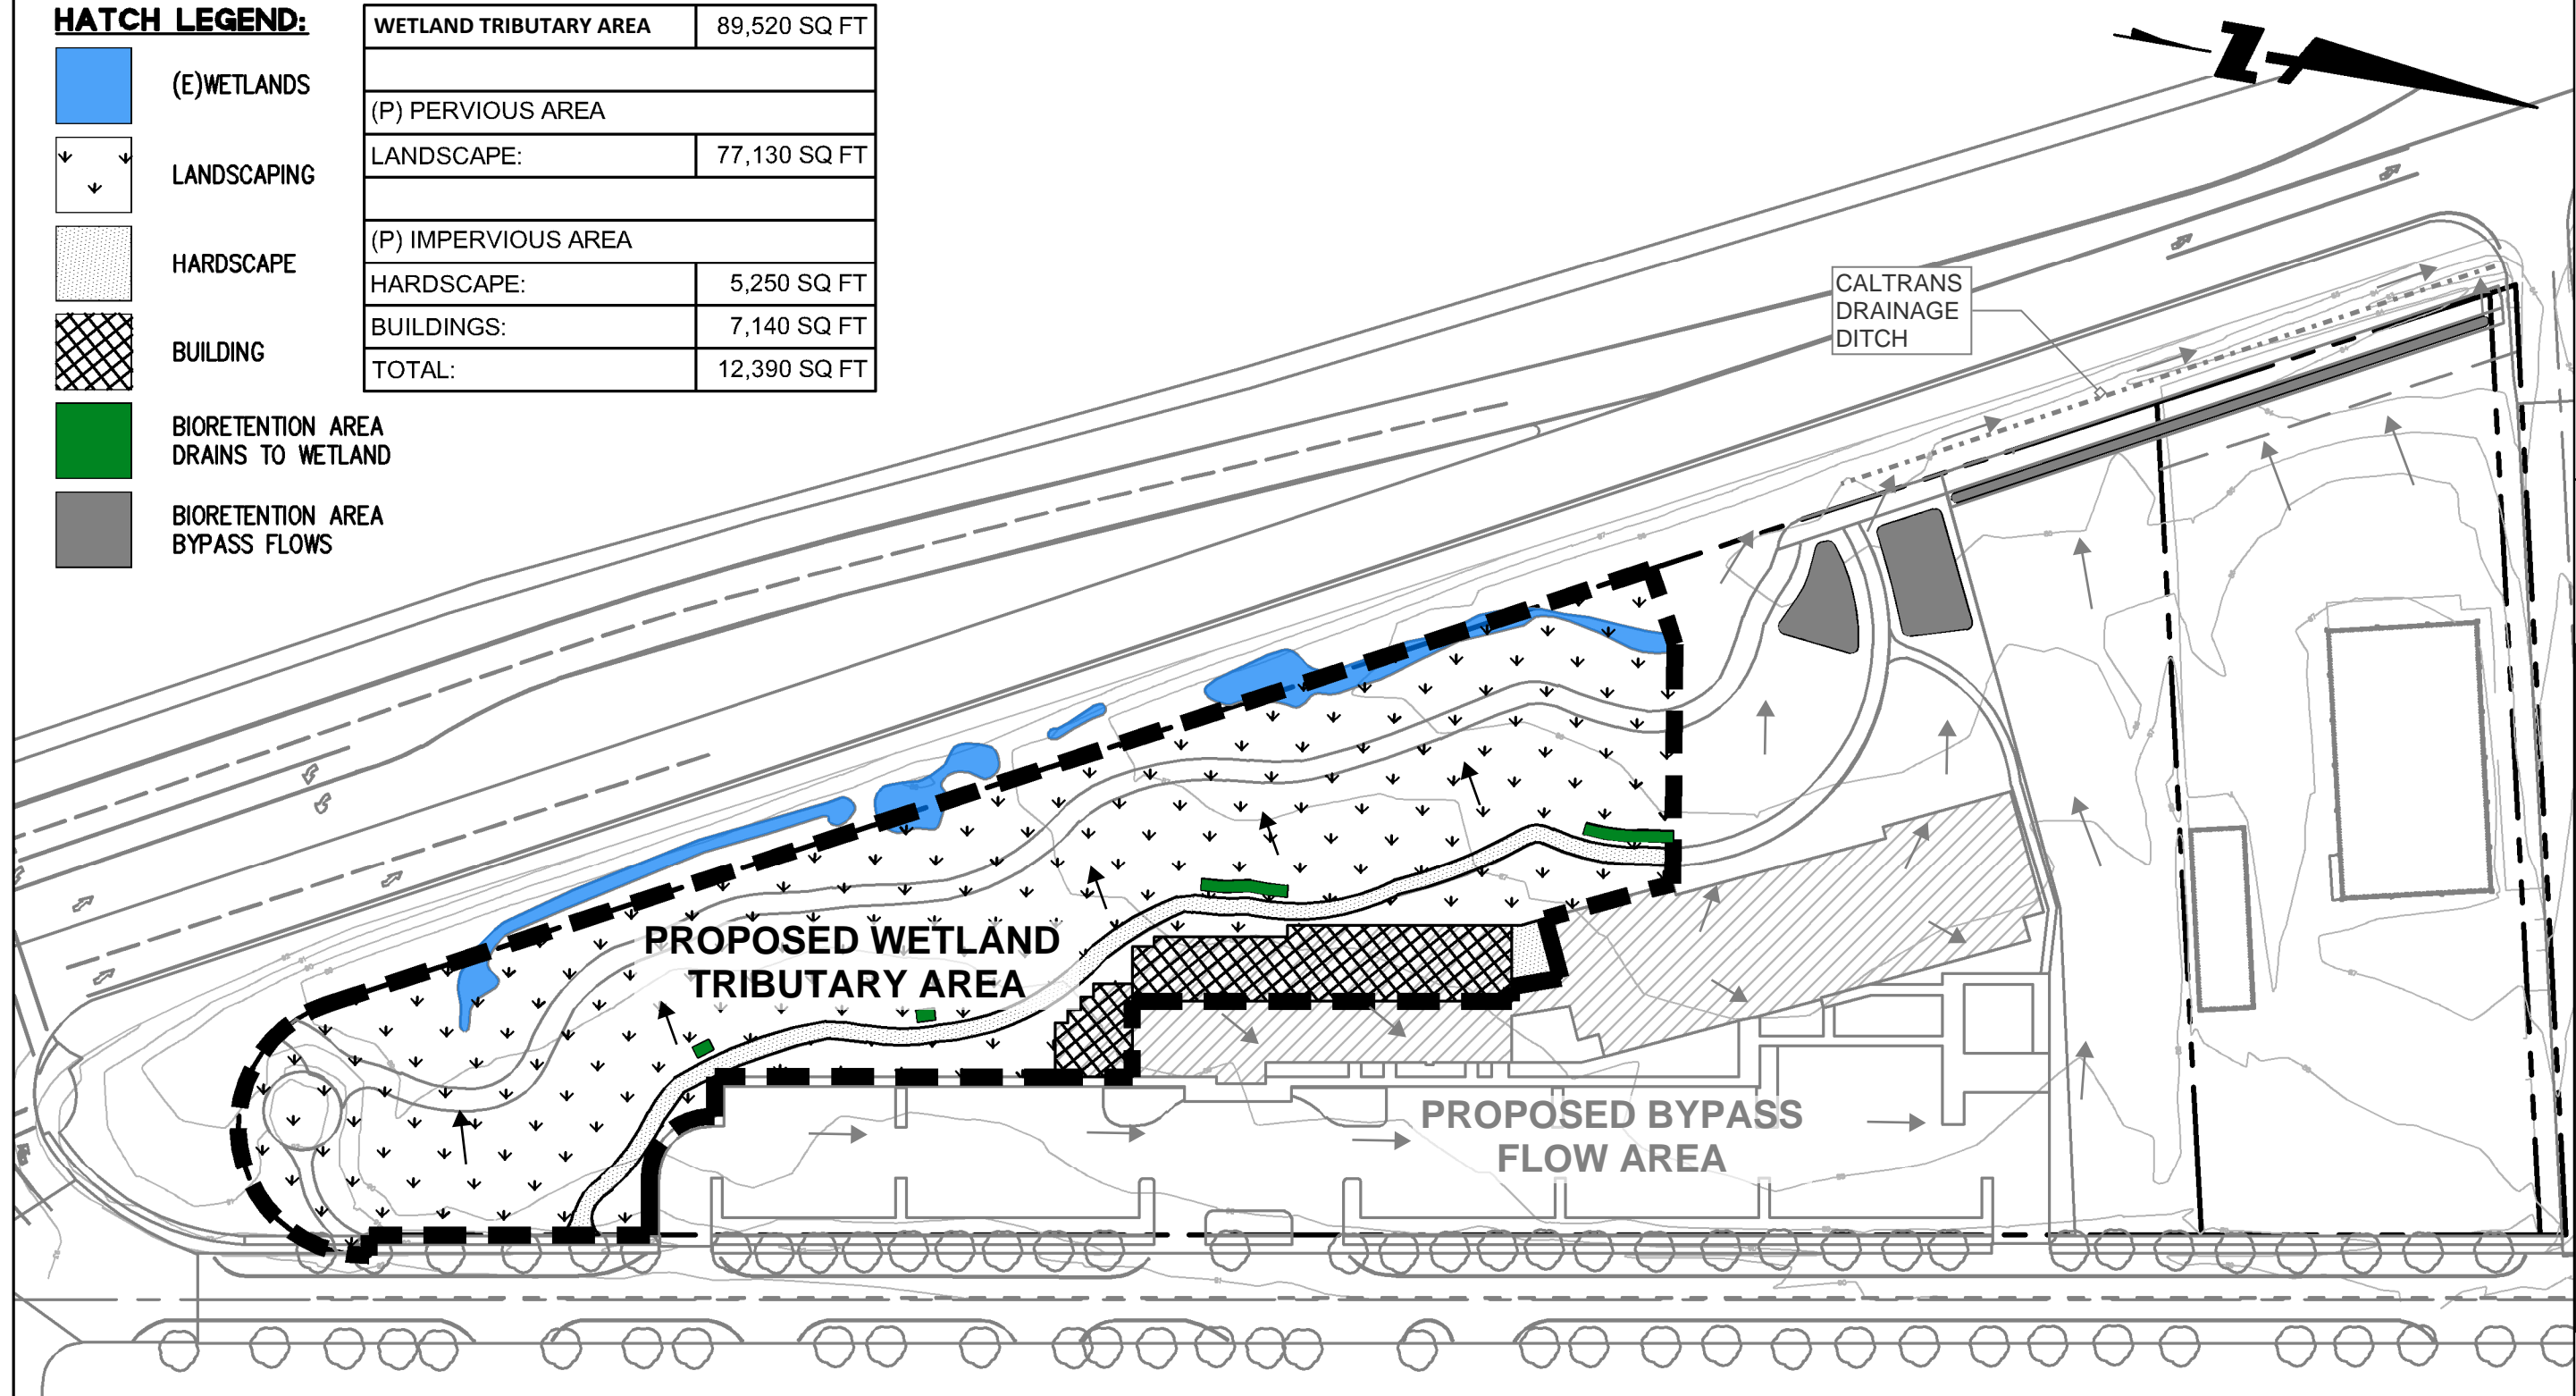 HATCH LEGEND:
(E)WETLANDS
LANDSCAPING
HARDSCAPE
BUILDING
BIORETENTION AREA
DRAINS TO WETLAND
BIORETENTION AREA
BYPASS FLOWS
WETLAND TRIBUTARY AREA 89,520 SQ FT
(P) PERVIOUS AREA
LANDSCAPE: 77,130 SQ FT
(P) IMPERVIOUS AREA
HARDSCAPE: 5,250 SQ FT
BUILDINGS: 7,140 SQ FT
TOTAL: 12,390 SQ FT
Z
CALTRANS
DRAINAGE
DITCH
PROPOSED WETLAND
TRIBUTARY AREA
PROPOSED BYPASS
FLOW AREA